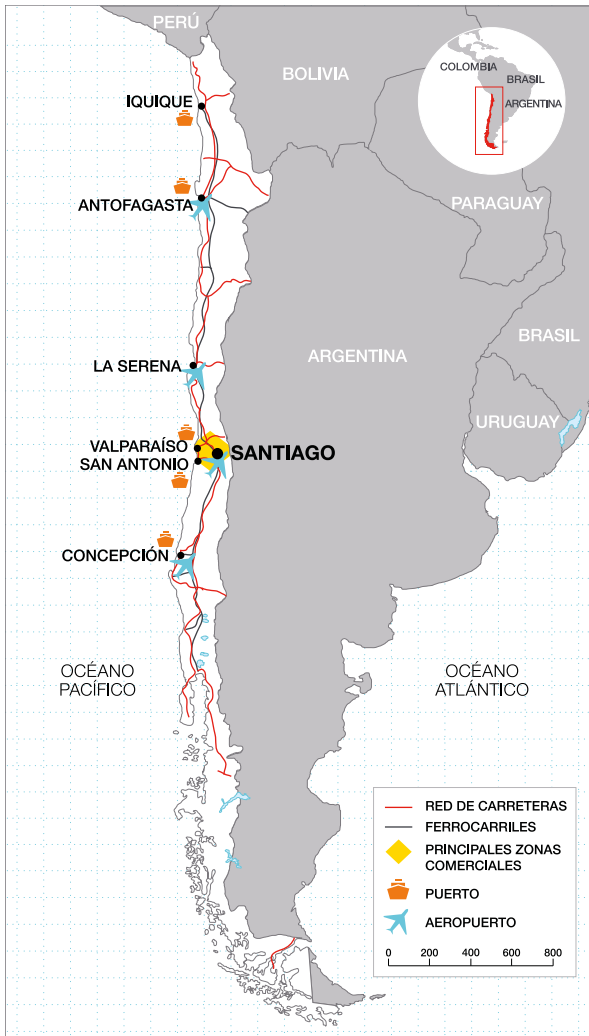 PERÚ
BOLIVIA
COLOMBIA
BRASIL
ARGENTINA
IQUIQUE
ANTOFAGASTA
PARAGUAY
BRASIL
LA SERENA
ARGENTINA
URUGUAY
VALPARAÍSO
SAN ANTONIO
SANTIAGO
CONCEPCIÓN
OCÉANO
PACÍFICO
OCÉANO
ATLÁNTICO
RED DE CARRETERAS
FERROCARRILES
PRINCIPALES ZONAS
COMERCIALES
PUERTO
AEROPUERTO
0 200 400 600 800